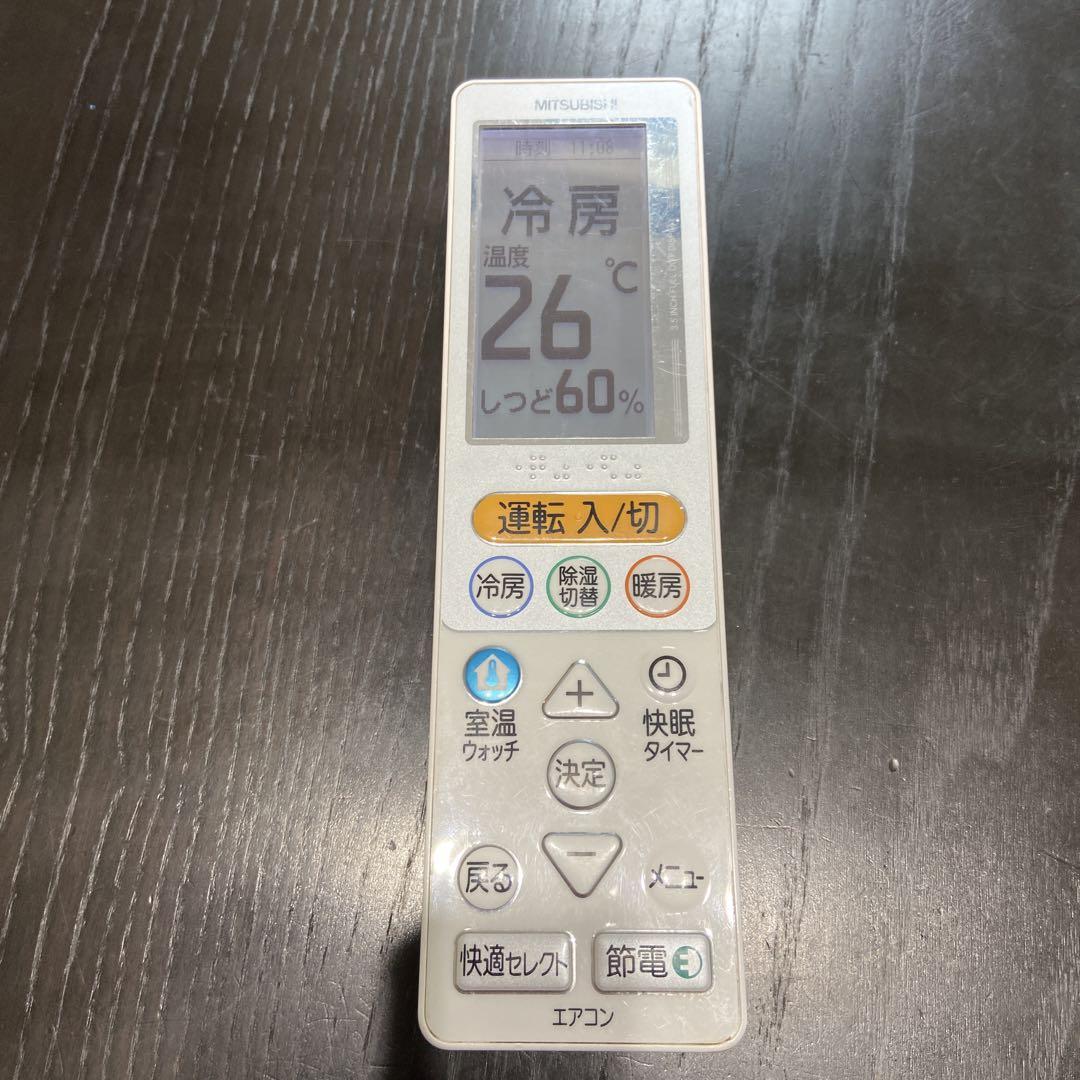 MITSUBISHI
時刻 11:08
冷房
温度
26℃
しつど60%
運転 入/切
冷房
除湿切替
暖房
室温
ウォッチ
+
快眠
タイマー
決定
−
戻る
メニュー
快適セレクト
節電 E
エアコン